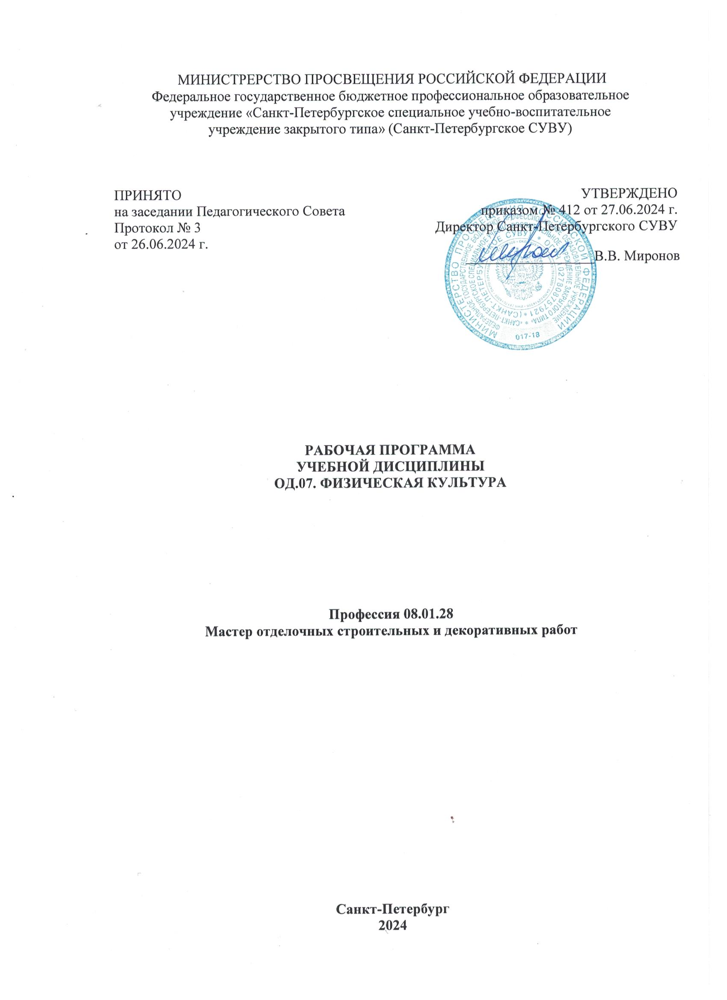 МИНИСТРЕРСТВО ПРОСВЕЩЕНИЯ РОССИЙСКОЙ ФЕДЕРАЦИИ
Федеральное государственное бюджетное профессиональное образовательное
учреждение «Санкт-Петербургское специальное учебно-воспитательное
учреждение закрытого типа» (Санкт-Петербургское СУВУ)
ПРИНЯТО
на заседании Педагогического Совета
Протокол № 3
от 26.06.2024 г.
УТВЕРЖДЕНО
приказом № 412 от 27.06.2024 г.
Директор Санкт-Петербургского СУВУ
В.В. Миронов
МИНИСТЕРСТВО ПРОСВЕЩЕНИЯ РОССИЙСКОЙ ФЕДЕРАЦИИ
017-18
РАБОЧАЯ ПРОГРАММА
УЧЕБНОЙ ДИСЦИПЛИНЫ
ОД.07. ФИЗИЧЕСКАЯ КУЛЬТУРА
Профессия 08.01.28
Мастер отделочных строительных и декоративных работ
Санкт-Петербург
2024